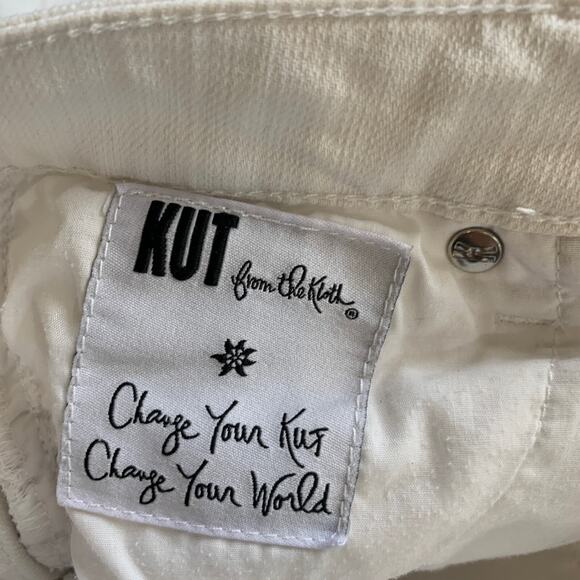 KUT from the Kloth®
Change Your Kut
Change Your World